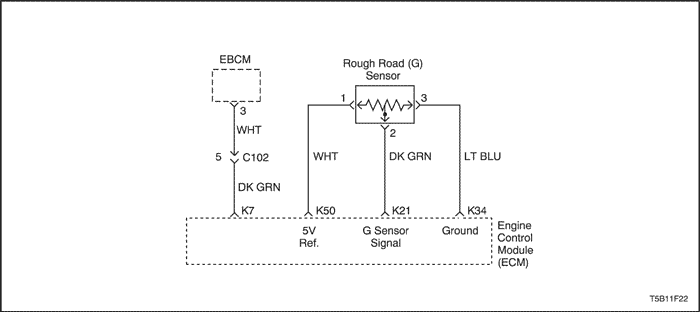 EBCM
Rough Road (G)
Sensor
3
1
3
2
WHT
5
C102
WHT
DK GRN
LT BLU
DK GRN
K7
K50
K21
K34
5V
Ref.
G Sensor
Signal
Ground
Engine
Control
Module
(ECM)
T5B11F22